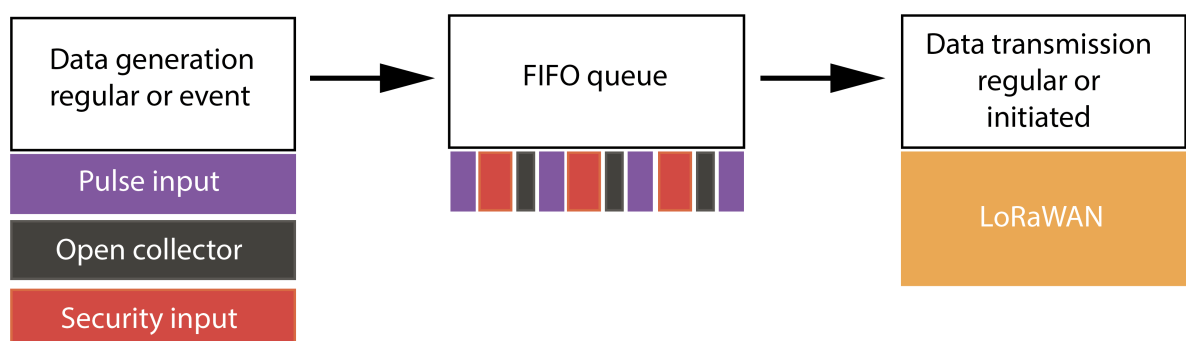 Data generation
regular or event
Pulse input
Open collector
Security input
FIFO queue
Data transmission
regular or
initiated
LoRaWAN